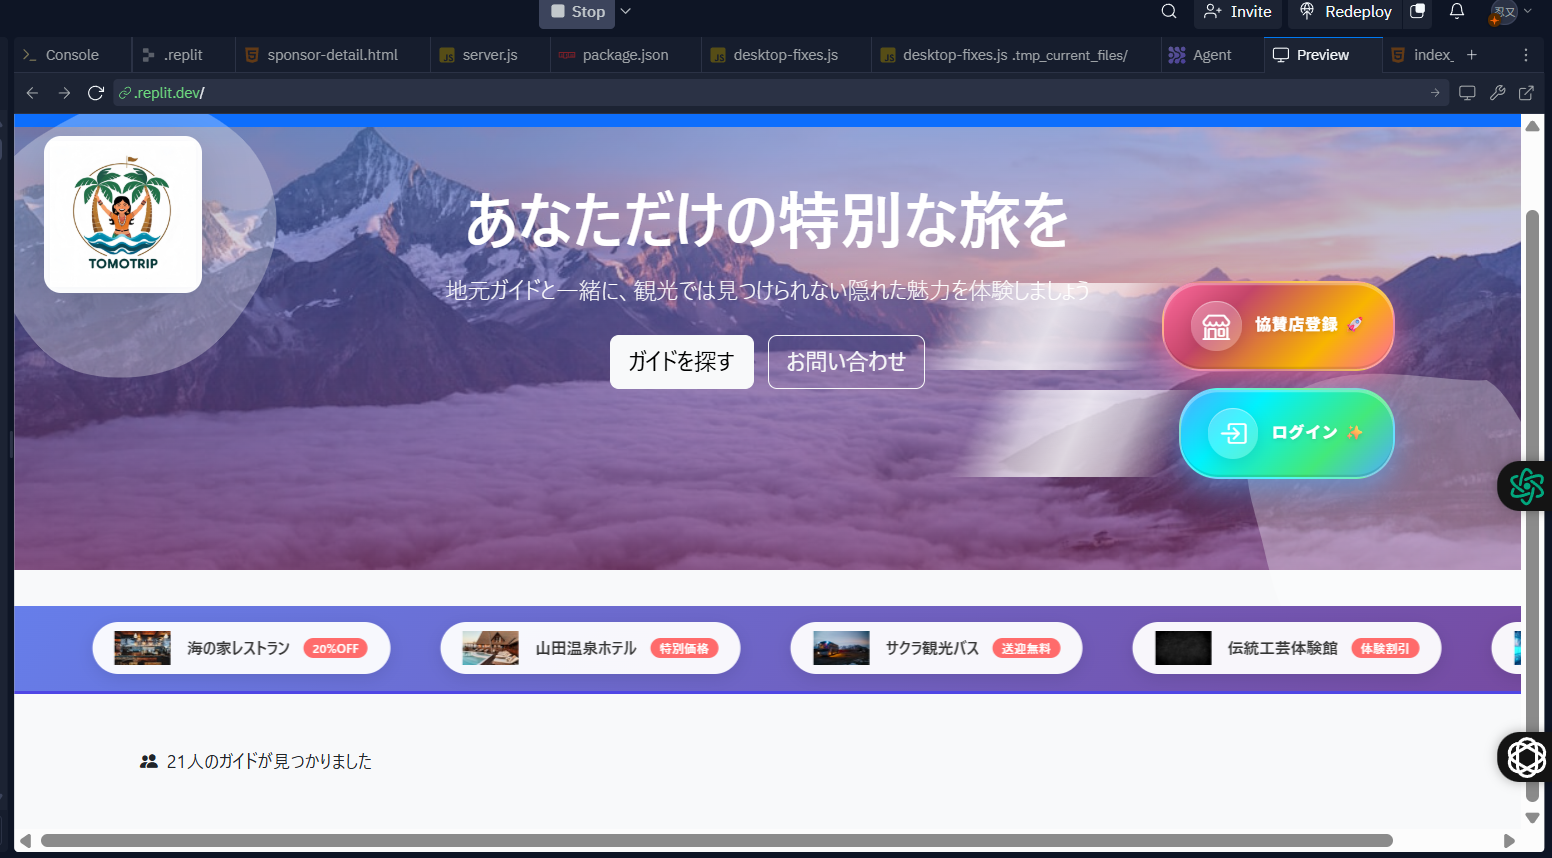 Stop
Invite
Redeploy
Console
.replit
sponsor-detail.html
server.js
package.json
desktop-fixes.js
desktop-fixes.js .tmp_current_files/
Agent
Preview
index_
.replit.dev/
TOMOTRIP
あなただけの特別な旅を
地元ガイドと一緒に、観光では見つけられない隠れた魅力を体験しましょう
ガイドを探す
お問い合わせ
協賛店登録 🚀
ログイン ✨
海の家レストラン 20%OFF
山田温泉ホテル 特別価格
サクラ観光バス 送迎無料
伝統工芸体験館 体験割引
21人のガイドが見つかりました